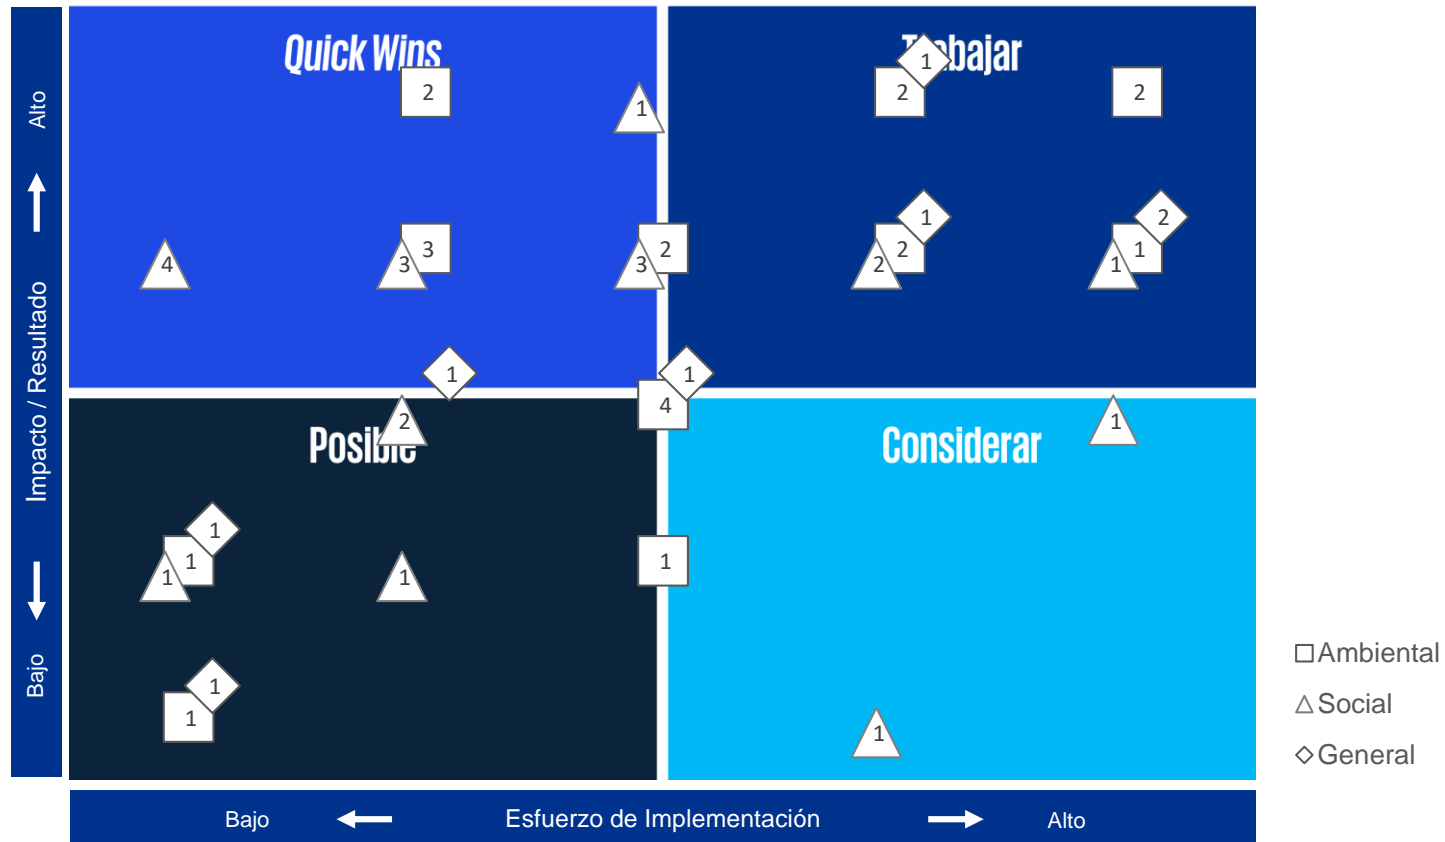 Quick Wins
Trabajar
1
2
2
2
1
Alto
1
2
4
3
3
3
2
2
2
1
1
Impacto / Resultado
1
1
4
2
1
Posible
Considerar
1
1
1
1
1
Bajo
1
1
1
Ambiental
Social
General
Bajo
Esfuerzo de Implementación
Alto